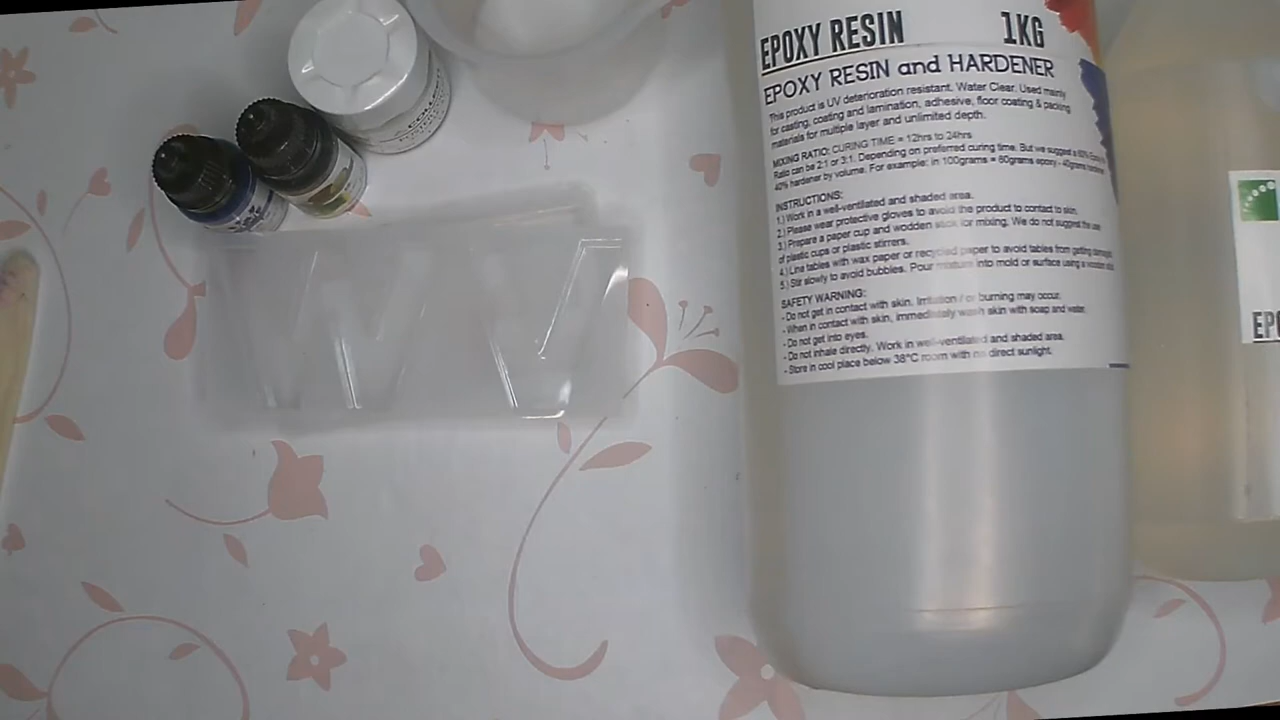 EPOXY RESIN 1KG
EPOXY RESIN and HARDENER
This product is UV deterioration resistant. Water Clear. Used mainly
for casting, coating and lamination, adhesive, floor coating & packing
materials for multiple layer and unlimited depth.
MIXING RATIO: CURING TIME = 12hrs to 24hrs
Ratio can be 2:1 or 3:1. Depending on preferred curing time. But we suggest a 60%
40% hardener by volume. For example: in 100grams = 60grams epoxy - 40grams
INSTRUCTIONS:
1.) Work in a well-ventilated and shaded area.
2.) Please wear protective gloves to avoid the product to contact to skin.
3.) Prepare a paper cup and wooden stick for mixing. We do not suggest the use
of plastic cups or plastic stirrers.
4.) Line tables with wax paper or recycled paper to avoid tables from getting
5.) Stir slowly to avoid bubbles. Pour mixture into mold or surface using a wooden
SAFETY WARNING:
- Do not get in contact with skin. Irritation / or burning may occur.
- When in contact with skin, immediately wash skin with soap and water.
- Do not get into eyes.
- Do not inhale directly. Work in well-ventilated and shaded area.
- Store in cool place below 38°C room with no direct sunlight.
EPO